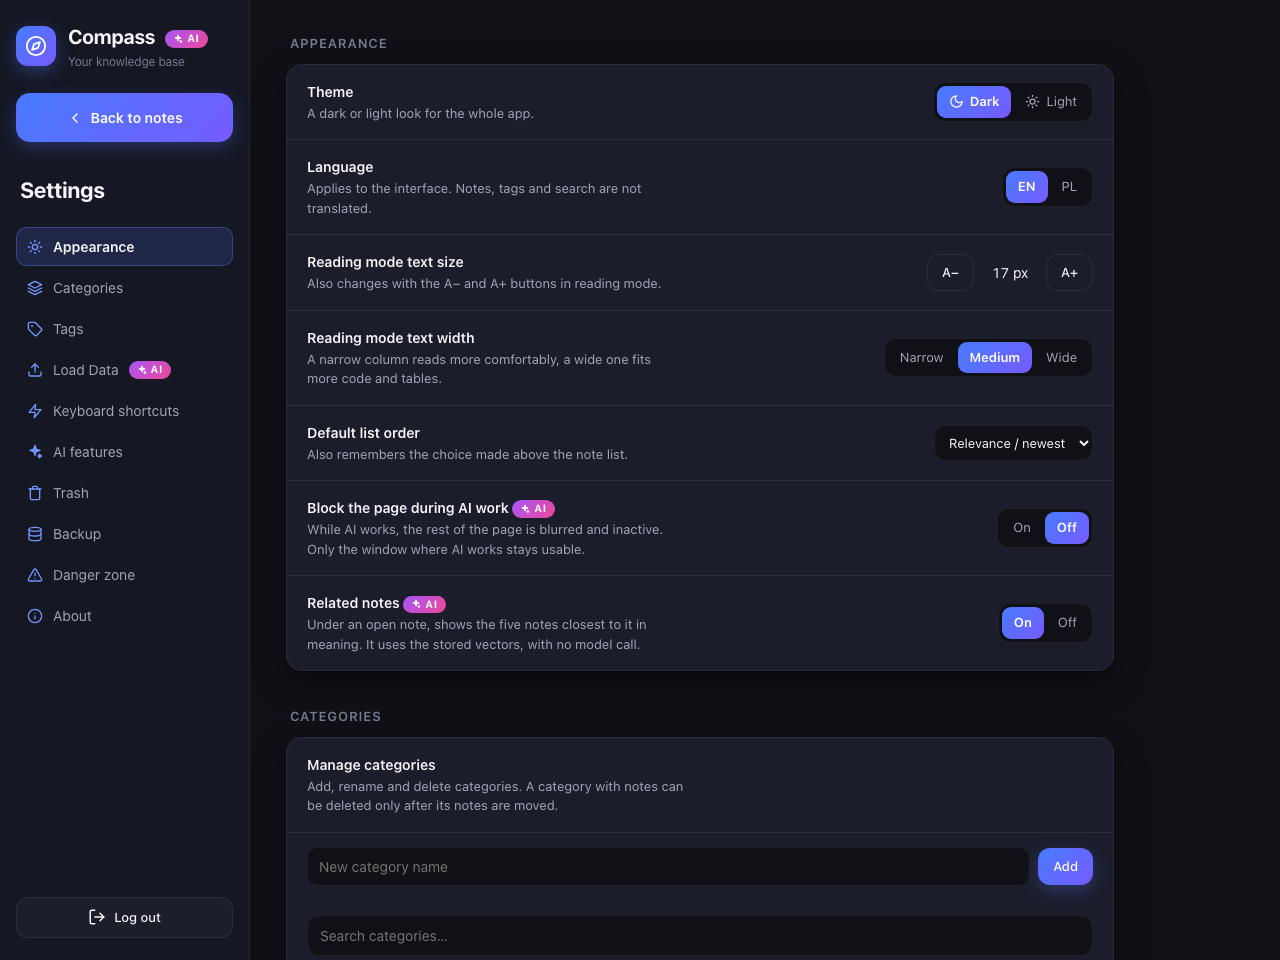 Compass
AI
Your knowledge base
Back to notes
Settings
Appearance
Categories
Tags
Load Data
AI
Keyboard shortcuts
AI features
Trash
Backup
Danger zone
About
Log out
APPEARANCE
Theme
A dark or light look for the whole app.
Dark
Light
Language
Applies to the interface. Notes, tags and search are not
translated.
EN
PL
Reading mode text size
Also changes with the A− and A+ buttons in reading mode.
A−
17 px
A+
Reading mode text width
A narrow column reads more comfortably, a wide one fits
more code and tables.
Narrow
Medium
Wide
Default list order
Also remembers the choice made above the note list.
Relevance / newest
Block the page during AI work
AI
While AI works, the rest of the page is blurred and inactive.
Only the window where AI works stays usable.
On
Off
Related notes
AI
Under an open note, shows the five notes closest to it in
meaning. It uses the stored vectors, with no model call.
On
Off
CATEGORIES
Manage categories
Add, rename and delete categories. A category with notes can
be deleted only after its notes are moved.
New category name
Add
Search categories...